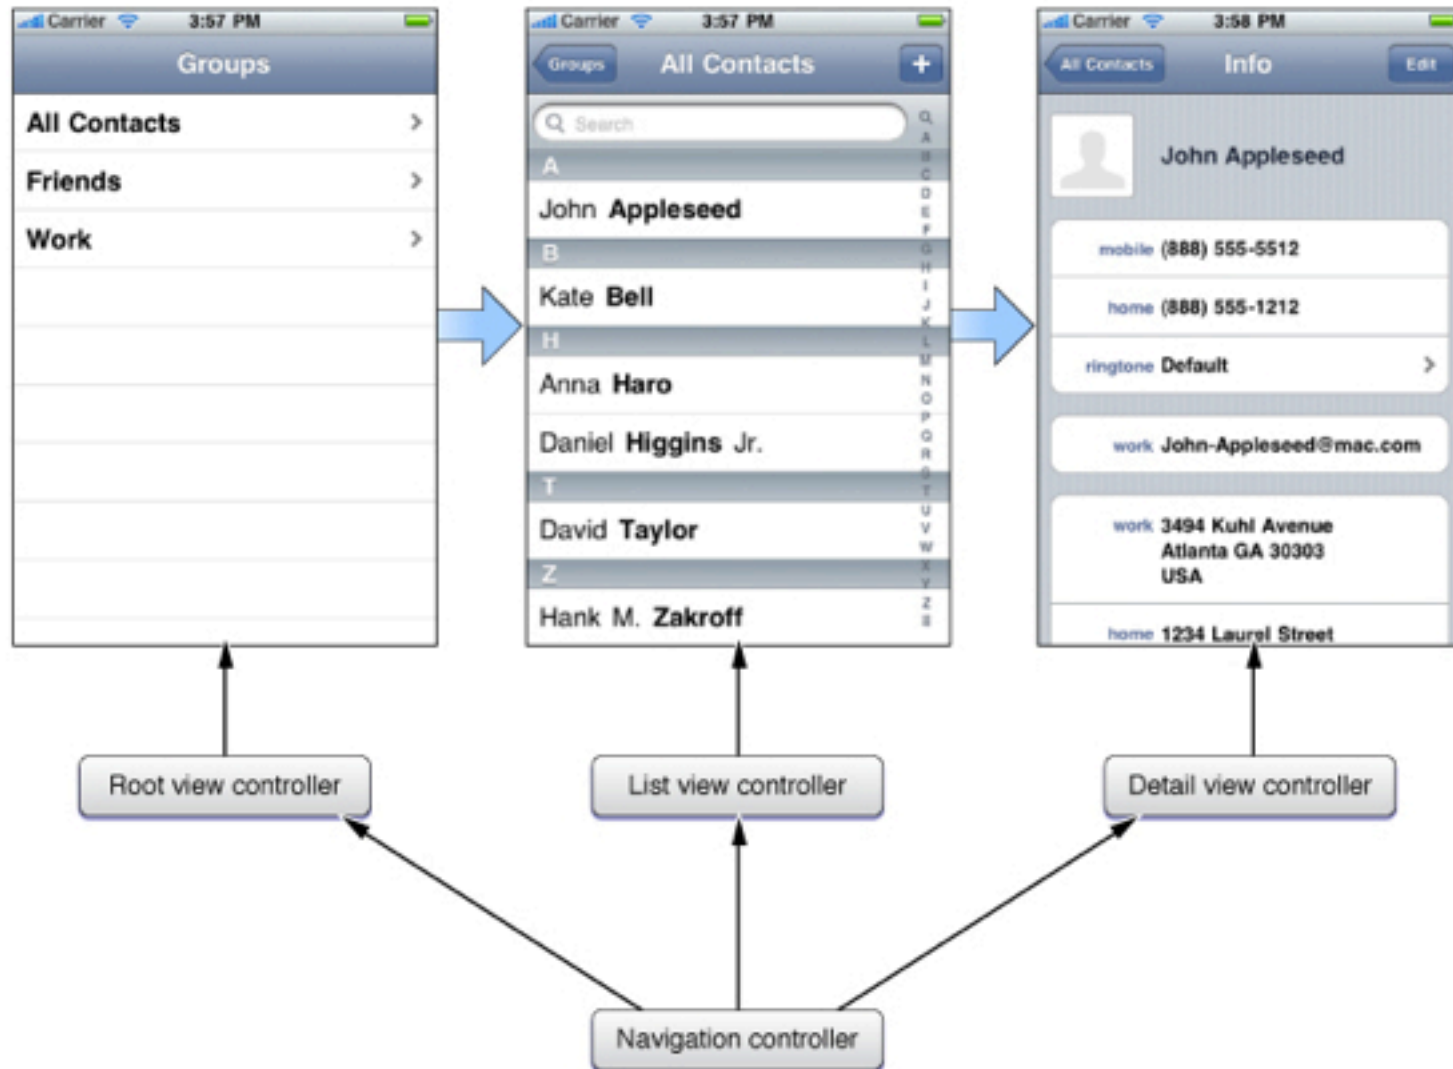 Carrier 3:57 PM
Groups
All Contacts
Friends
Work
Carrier 3:57 PM
Groups All Contacts +
Search
A
John Appleseed
B
Kate Bell
H
Anna Haro
Daniel Higgins Jr.
T
David Taylor
Z
Hank M. Zakroff
A
B
C
D
E
F
G
H
I
J
K
L
M
N
O
P
Q
R
S
T
U
V
W
X
Y
Z
Carrier 3:58 PM
All Contacts Info Edit
John Appleseed
mobile (888) 555-5512
home (888) 555-1212
ringtone Default
work John-Appleseed@mac.com
work 3494 Kuhl Avenue
Atlanta GA 30303
USA
home 1234 Laurel Street
Root view controller
List view controller
Detail view controller
Navigation controller